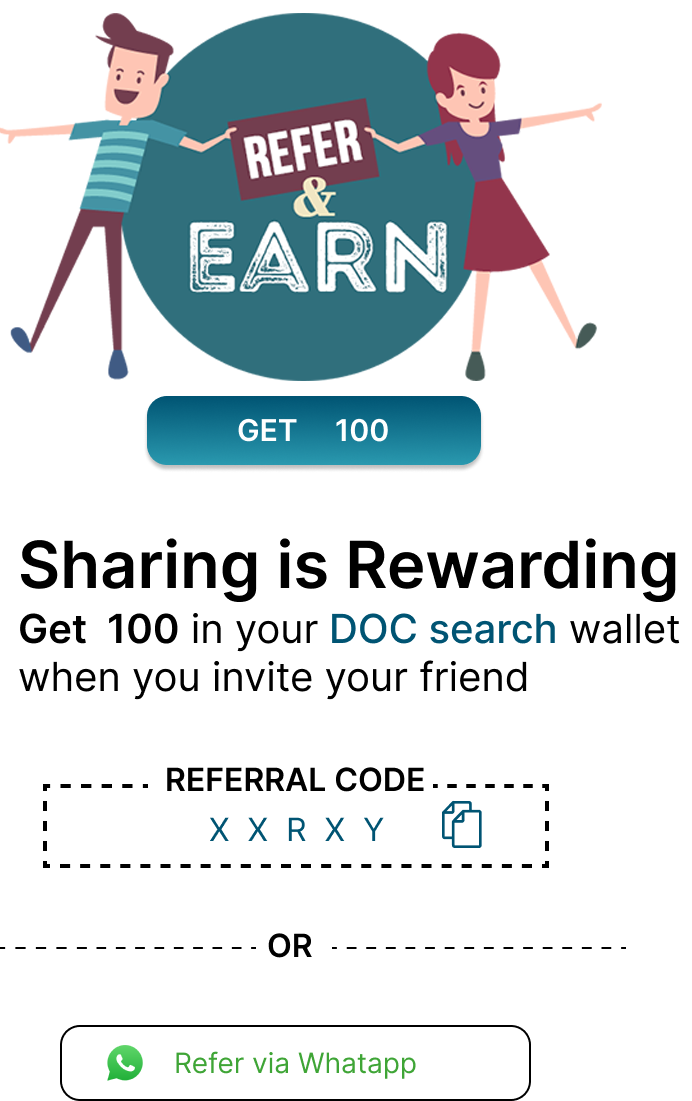 REFER
&
EARN
GET 100
Sharing is Rewarding
Get 100 in your DOC search wallet
when you invite your friend
REFERRAL CODE
X X R X Y
OR
Refer via Whatapp